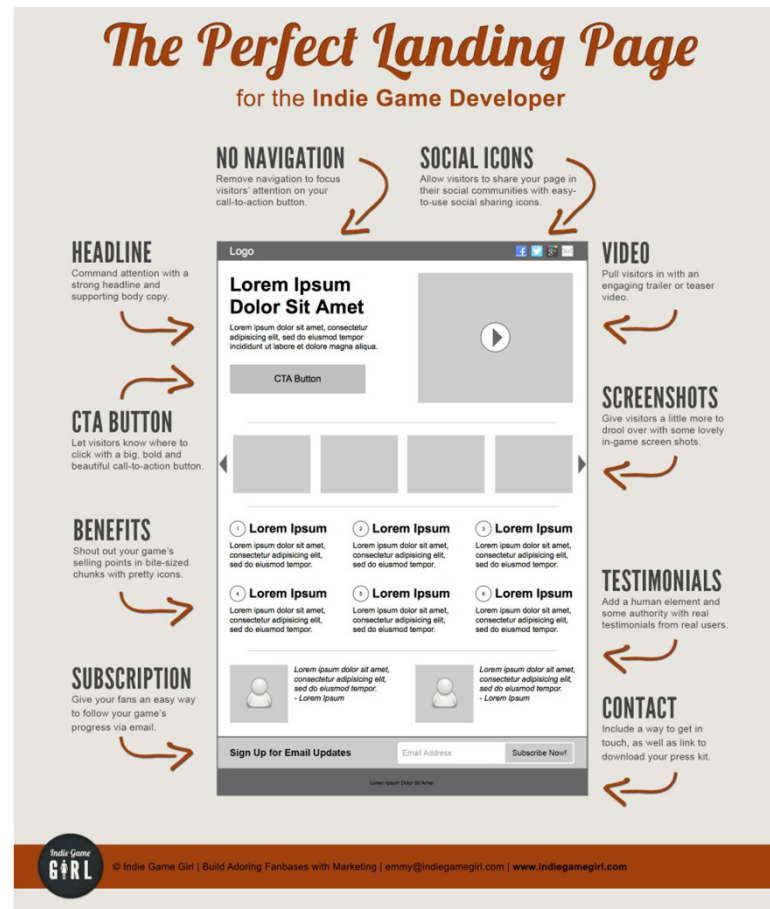 The Perfect Landing Page
for the Indie Game Developer
NO NAVIGATION
Remove navigation to focus
visitors' attention on your
call-to-action button.
SOCIAL ICONS
Allow visitors to share your page in
their social communities with easy-
to-use social sharing icons.
HEADLINE
Command attention with a
strong headline and
supporting body copy.
CTA BUTTON
Let visitors know where to
click with a big, bold and
beautiful call-to-action button.
BENEFITS
Shout out your game's
selling points in bite-sized
chunks with pretty icons.
SUBSCRIPTION
Give your fans an easy way
to follow your game's
progress via email.
Logo
f
g+
Lorem Ipsum
Dolor Sit Amet
Lorem ipsum dolor sit amet, consectetur
adipisicing elit, sed do eiusmod tempor
incididunt ut labore et dolore magna aliqua.
CTA Button
1 Lorem Ipsum
Lorem ipsum dolor sit amet,
consectetur adipisicing elit,
sed do eiusmod tempor.
2 Lorem Ipsum
Lorem ipsum dolor sit amet,
consectetur adipisicing elit,
sed do eiusmod tempor.
3 Lorem Ipsum
Lorem ipsum dolor sit amet,
consectetur adipisicing elit,
sed do eiusmod tempor.
4 Lorem Ipsum
Lorem ipsum dolor sit amet,
consectetur adipisicing elit,
sed do eiusmod tempor.
5 Lorem Ipsum
Lorem ipsum dolor sit amet,
consectetur adipisicing elit,
sed do eiusmod tempor.
6 Lorem Ipsum
Lorem ipsum dolor sit amet,
consectetur adipisicing elit,
sed do eiusmod tempor.
Lorem ipsum dolor sit amet,
consectetur adipisicing elit,
sed do eiusmod tempor.
- Lorem Ipsum
Lorem ipsum dolor sit amet,
consectetur adipisicing elit,
sed do eiusmod tempor.
- Lorem Ipsum
Sign Up for Email Updates
Email Address
Subscribe Now!
Lorem Ipsum Dolor Sit Amet
VIDEO
Pull visitors in with an
engaging trailer or teaser
video.
SCREENSHOTS
Give visitors a little more to
drool over with some lovely
in-game screen shots.
TESTIMONIALS
Add a human element and
some authority with real
testimonials from real users.
CONTACT
Include a way to get in
touch, as well as link to
download your press kit.
Indie Game
GIRL
© Indie Game Girl | Build Adoring Fanbases with Marketing | emmy@indiegamegirl.com | www.indiegamegirl.com